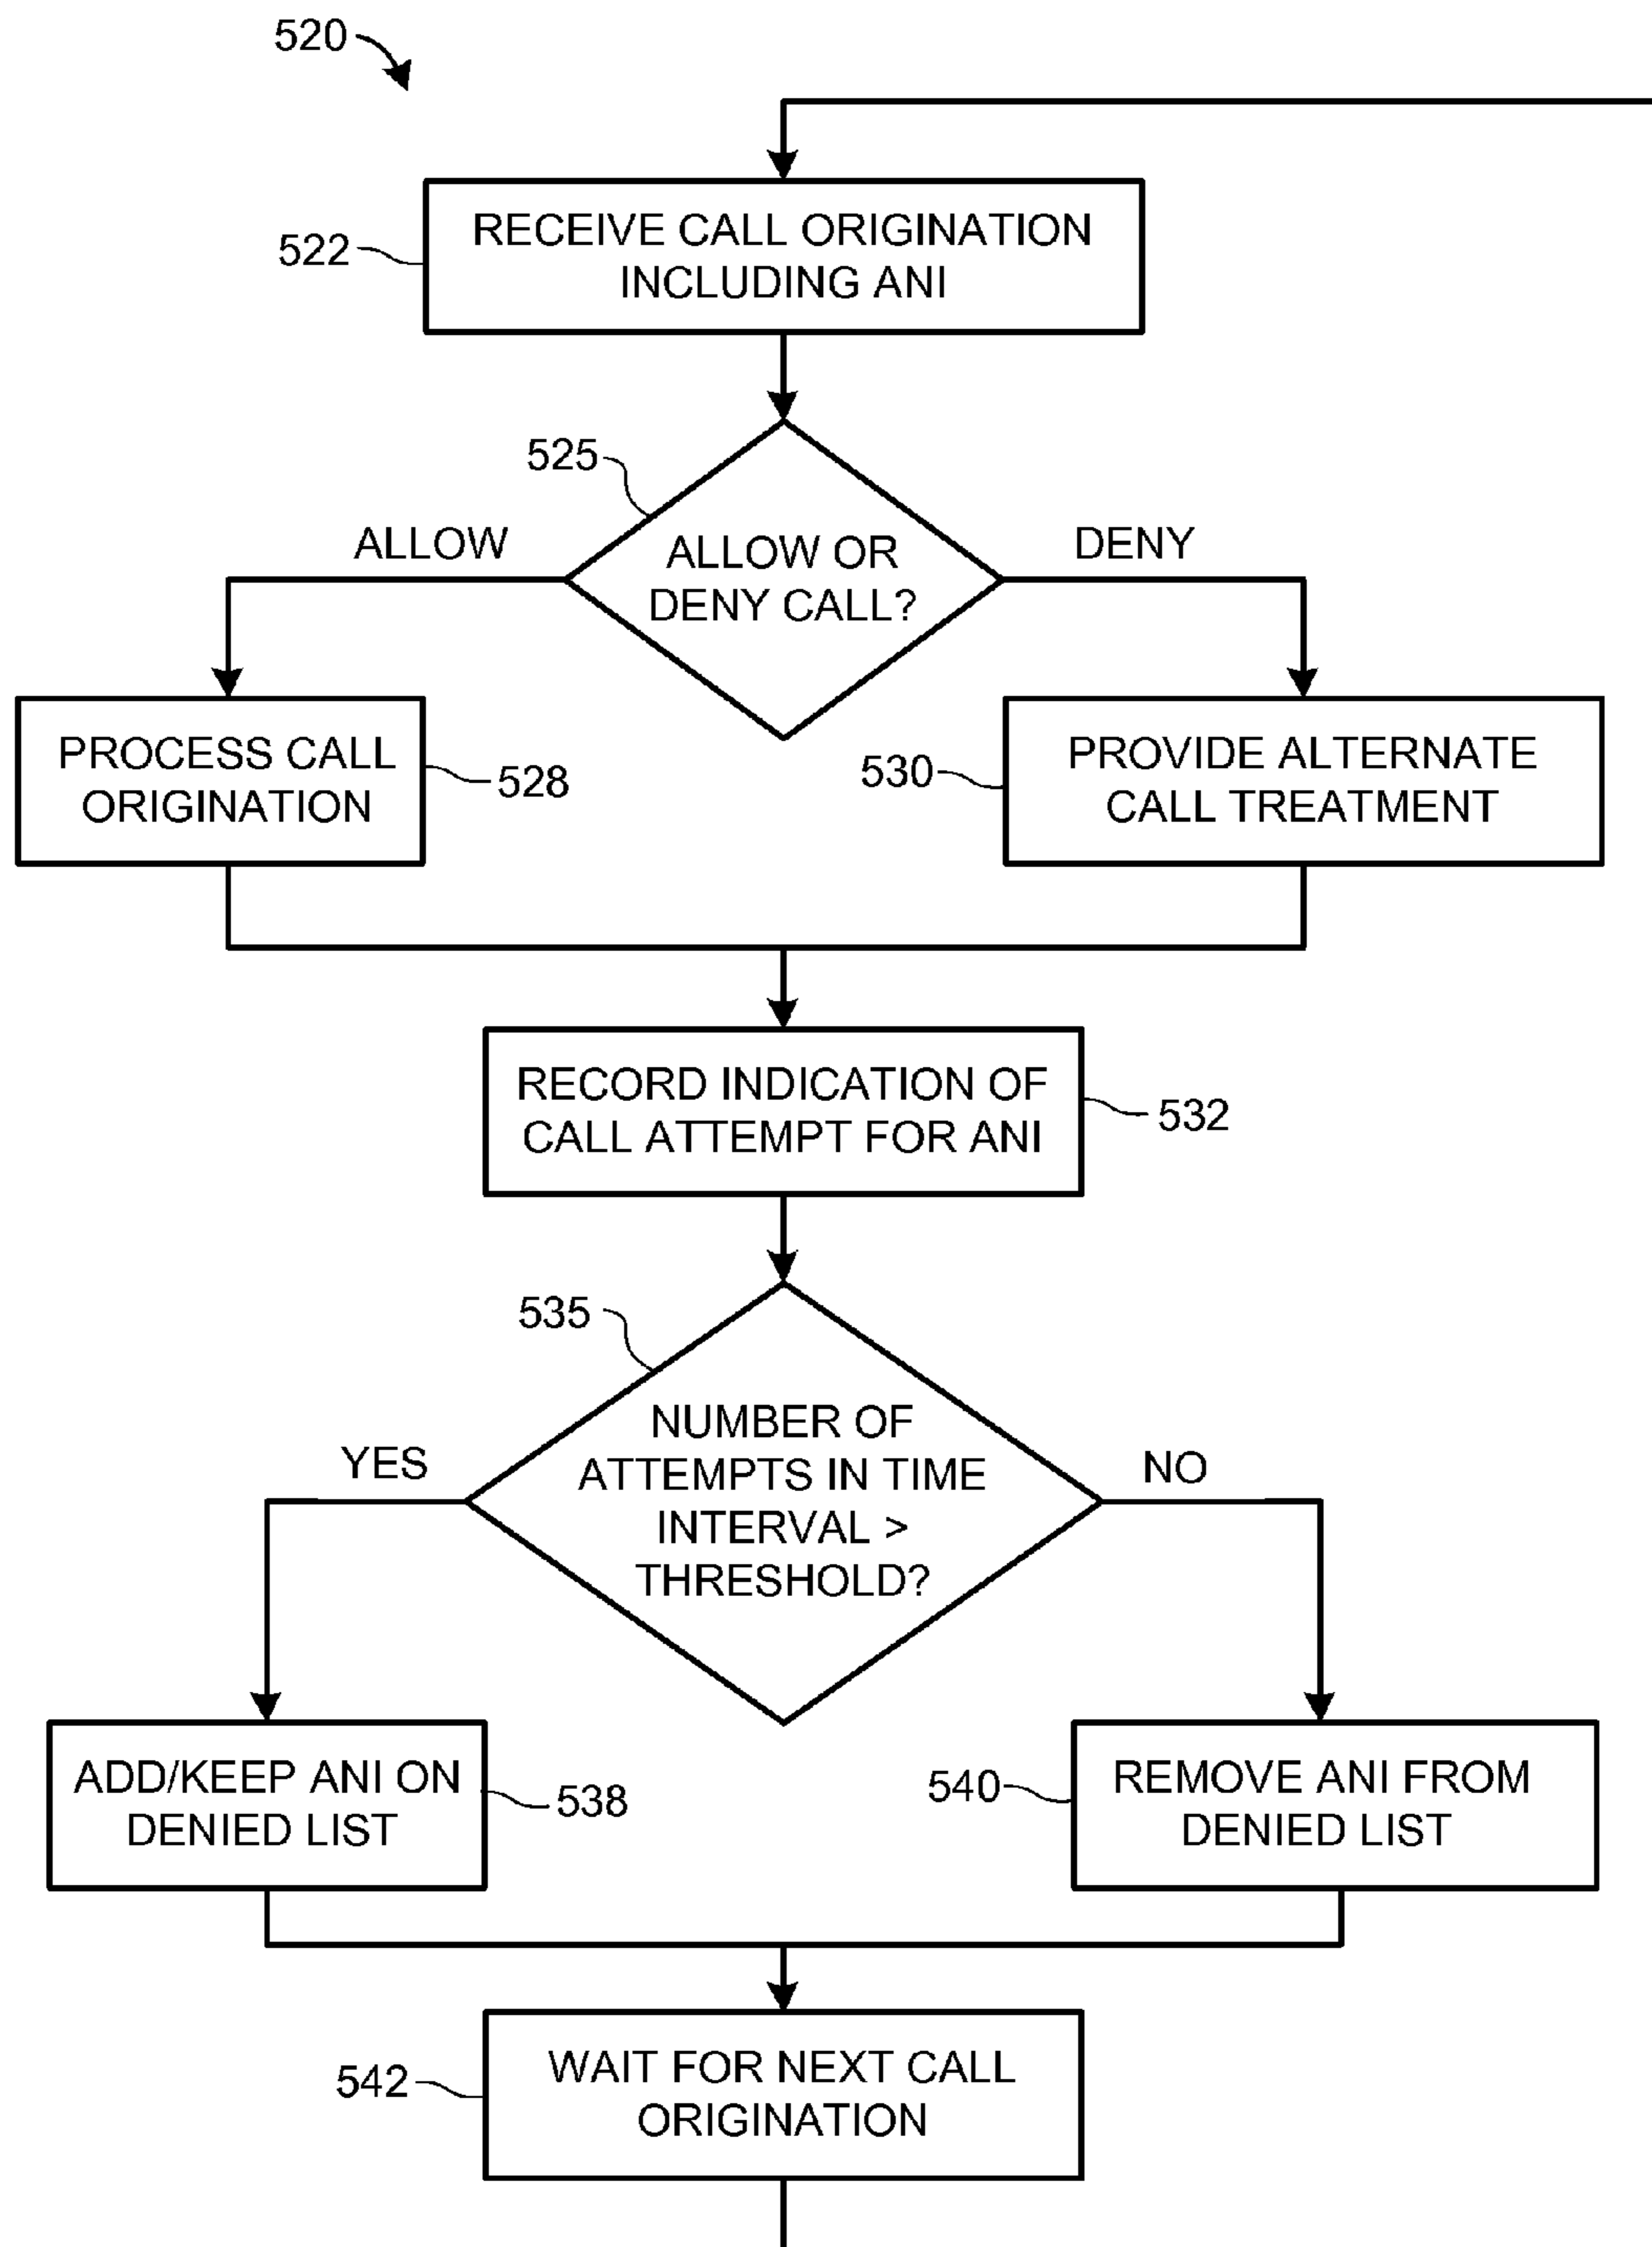 520
RECEIVE CALL ORIGINATION
INCLUDING ANI
522
525
ALLOW
ALLOW OR
DENY CALL?
DENY
PROCESS CALL
ORIGINATION
528
530
PROVIDE ALTERNATE
CALL TREATMENT
RECORD INDICATION OF
CALL ATTEMPT FOR ANI
532
535
YES
NUMBER OF
ATTEMPTS IN TIME
INTERVAL >
THRESHOLD?
NO
ADD/KEEP ANI ON
DENIED LIST
538
540
REMOVE ANI FROM
DENIED LIST
542
WAIT FOR NEXT CALL
ORIGINATION